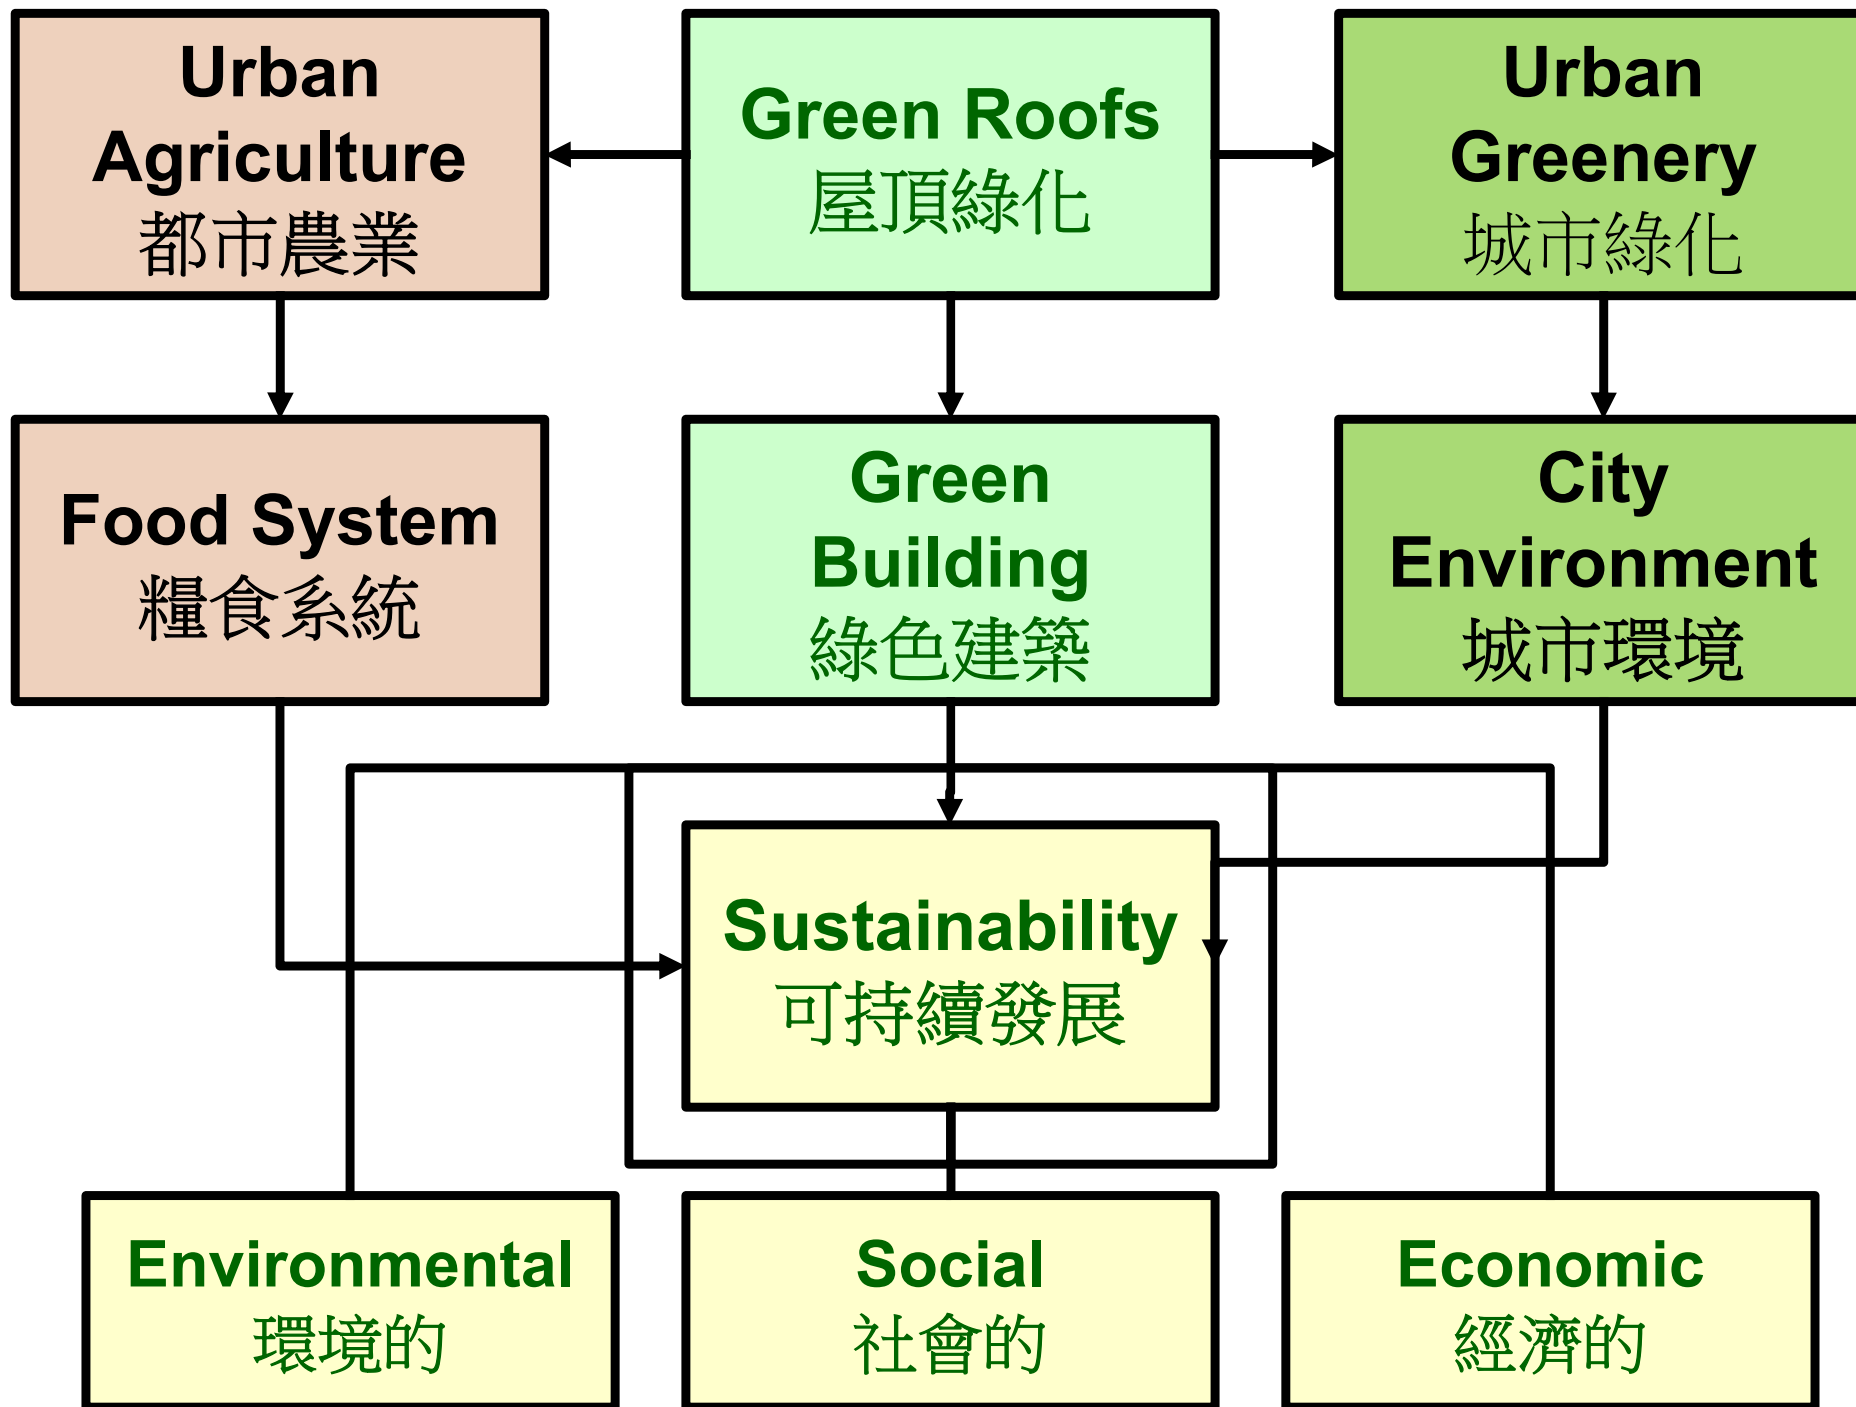 Urban
Agriculture
都市農業
Green Roofs
屋頂綠化
Urban
Greenery
城市綠化
Food System
糧食系統
Green
Building
綠色建築
City
Environment
城市環境
Sustainability
可持續發展
Environmental
環境的
Social
社會的
Economic
經濟的